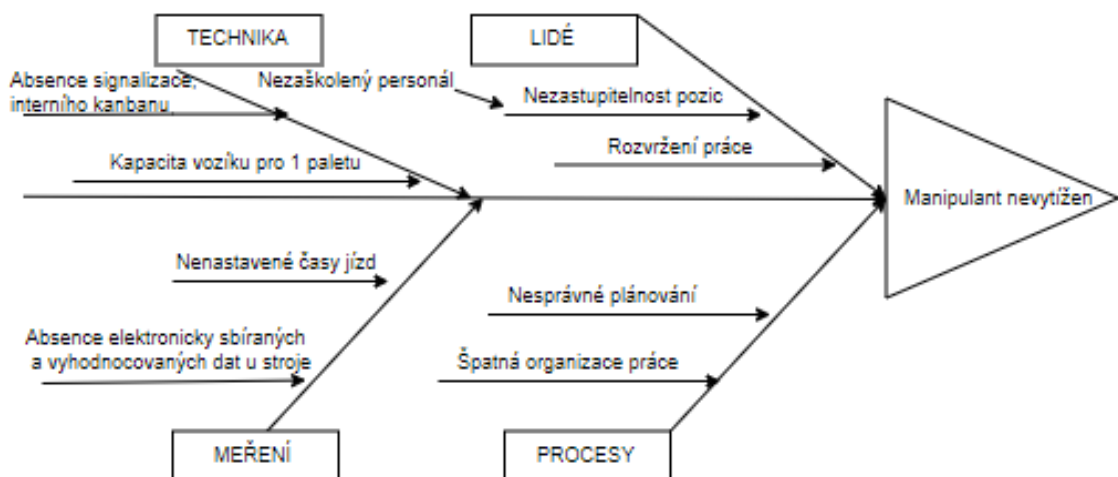 TECHNIKA
LIDÉ
Absence signalizace,
interního kanbanu
Nezaškolený personál
Nezastupitelnost pozic
Rozvržení práce
Kapacita vozíku pro 1 paletu
Manipulant nevytížen
Nenastavené časy jízd
Nesprávné plánování
Absence elektronicky sbíraných
a vyhodnocovaných dat u stroje
Špatná organizace práce
MEŘENÍ
PROCESY